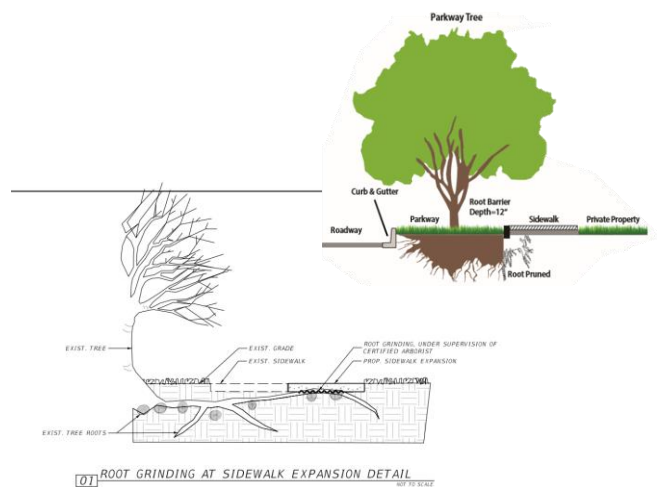 Parkway Tree
Curb & Gutter
Root Barrier
Depth=12"
Roadway
Parkway
Sidewalk
Private Property
Root Pruned
EXIST. TREE
EXIST. GRADE
EXIST. SIDEWALK
ROOT GRINDING, UNDER SUPERVISION OF
CERTIFIED ARBORIST
PROP. SIDEWALK EXPANSION
EXIST. TREE ROOTS
01 ROOT GRINDING AT SIDEWALK EXPANSION DETAIL
NOT TO SCALE